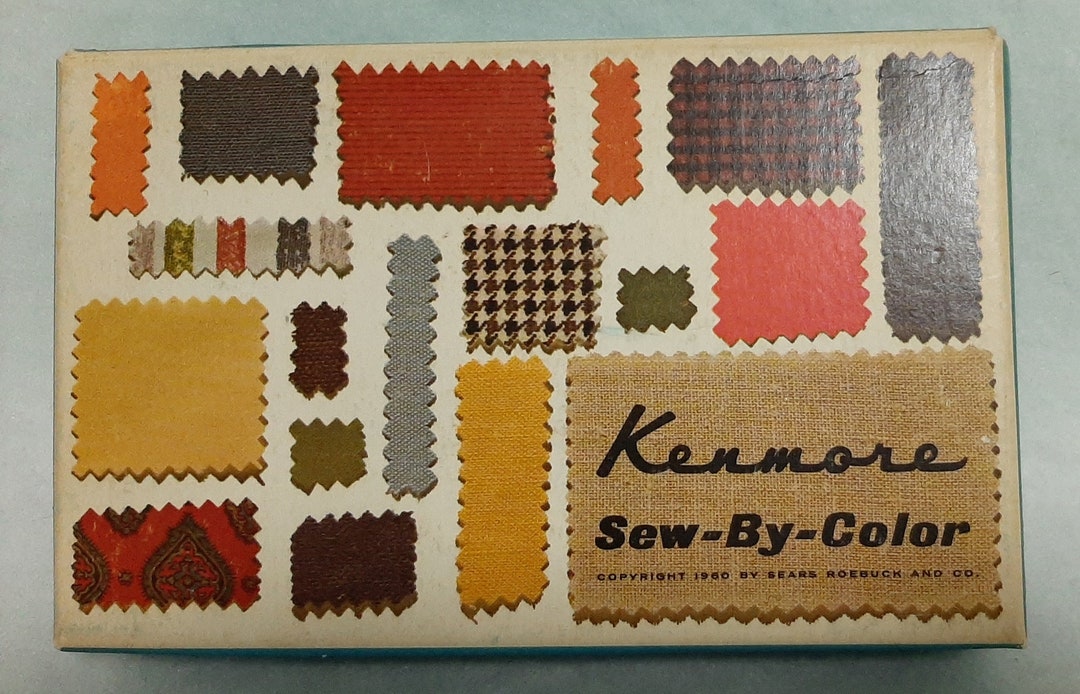 Kenmore
Sew-By-Color
COPYRIGHT 1960 BY SEARS ROEBUCK AND CO.